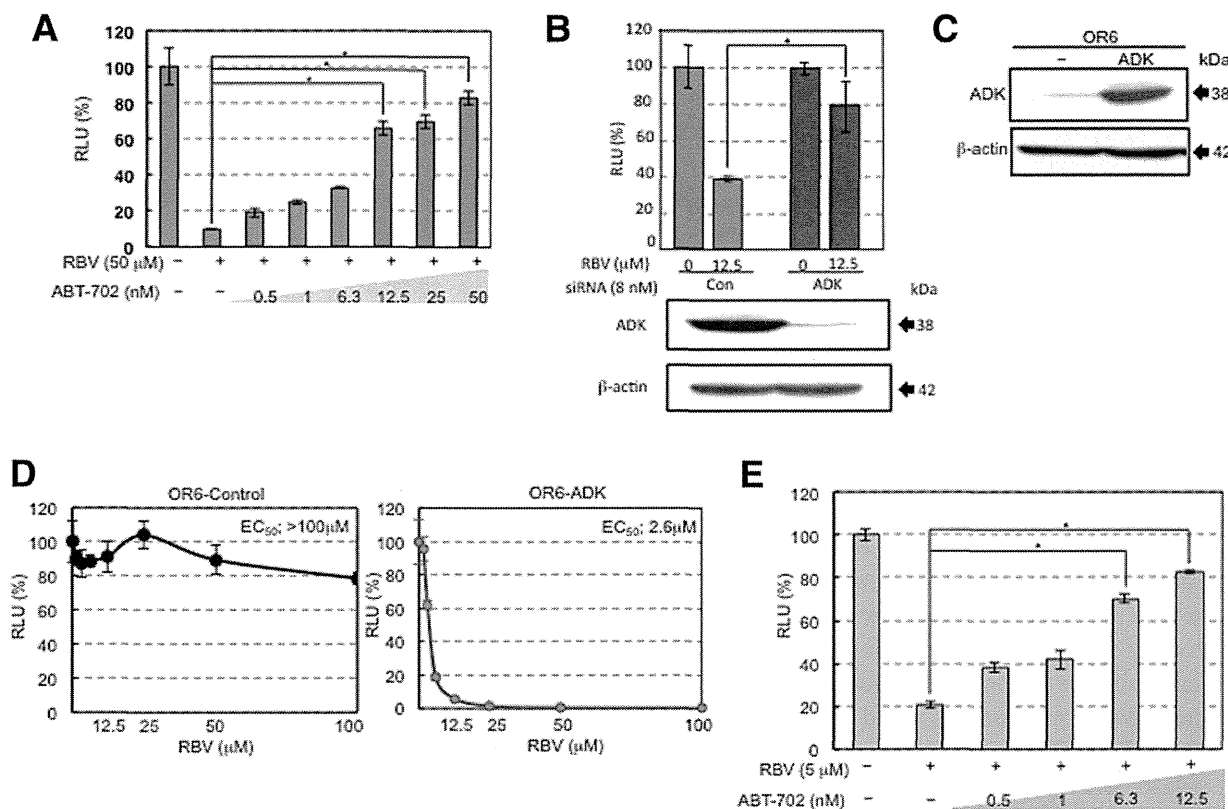 A
120
100
80
60
40
20
0
RLU (%)
* * *
RBV (50 μM) – + + + + + + +
ABT-702 (nM) – – 0.5 1 6.3 12.5 25 50
B
120
100
80
60
40
20
0
RLU (%)
*
RBV (μM) 0 12.5 0 12.5
siRNA (8 nM) Con ADK kDa
ADK 38
β-actin 42
C
OR6
– ADK kDa
ADK 38
β-actin 42
D
OR6-Control
120
100
80
60
40
20
0
RLU (%)
EC50; >100μM
12.5 25 50 100
RBV (μM)
OR6-ADK
120
100
80
60
40
20
0
RLU (%)
EC50; 2.6μM
12.5 25 50 100
RBV (μM)
E
120
100
80
60
40
20
0
RLU (%)
* *
RBV (5 μM) – + + + + +
ABT-702 (nM) – – 0.5 1 6.3 12.5